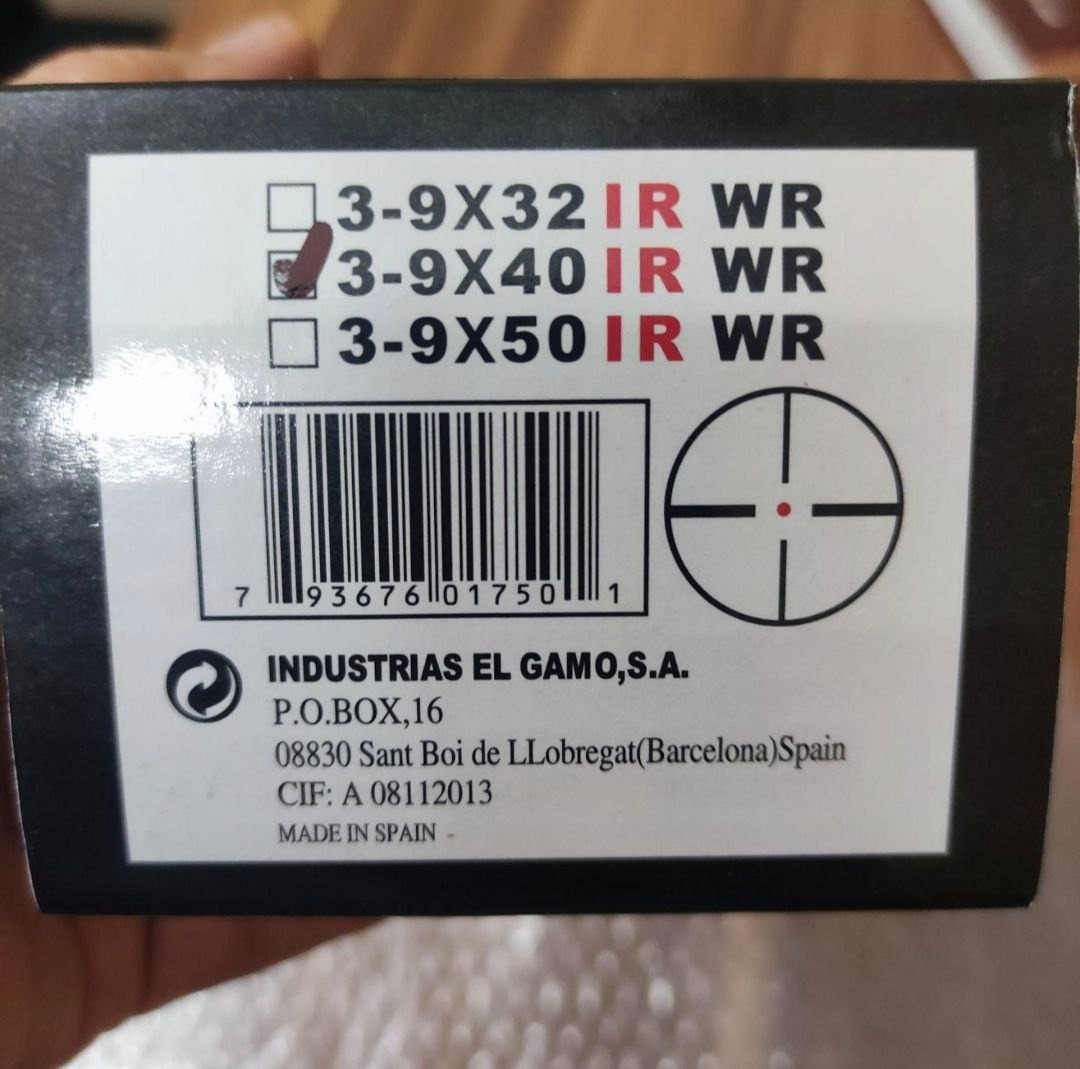 3-9X32 IR WR
3-9X40 IR WR
3-9X50 IR WR
7 93676 01750 1
INDUSTRIAS EL GAMO,S.A.
P.O.BOX,16
08830 Sant Boi de LLobregat(Barcelona)Spain
CIF: A 08112013
MADE IN SPAIN